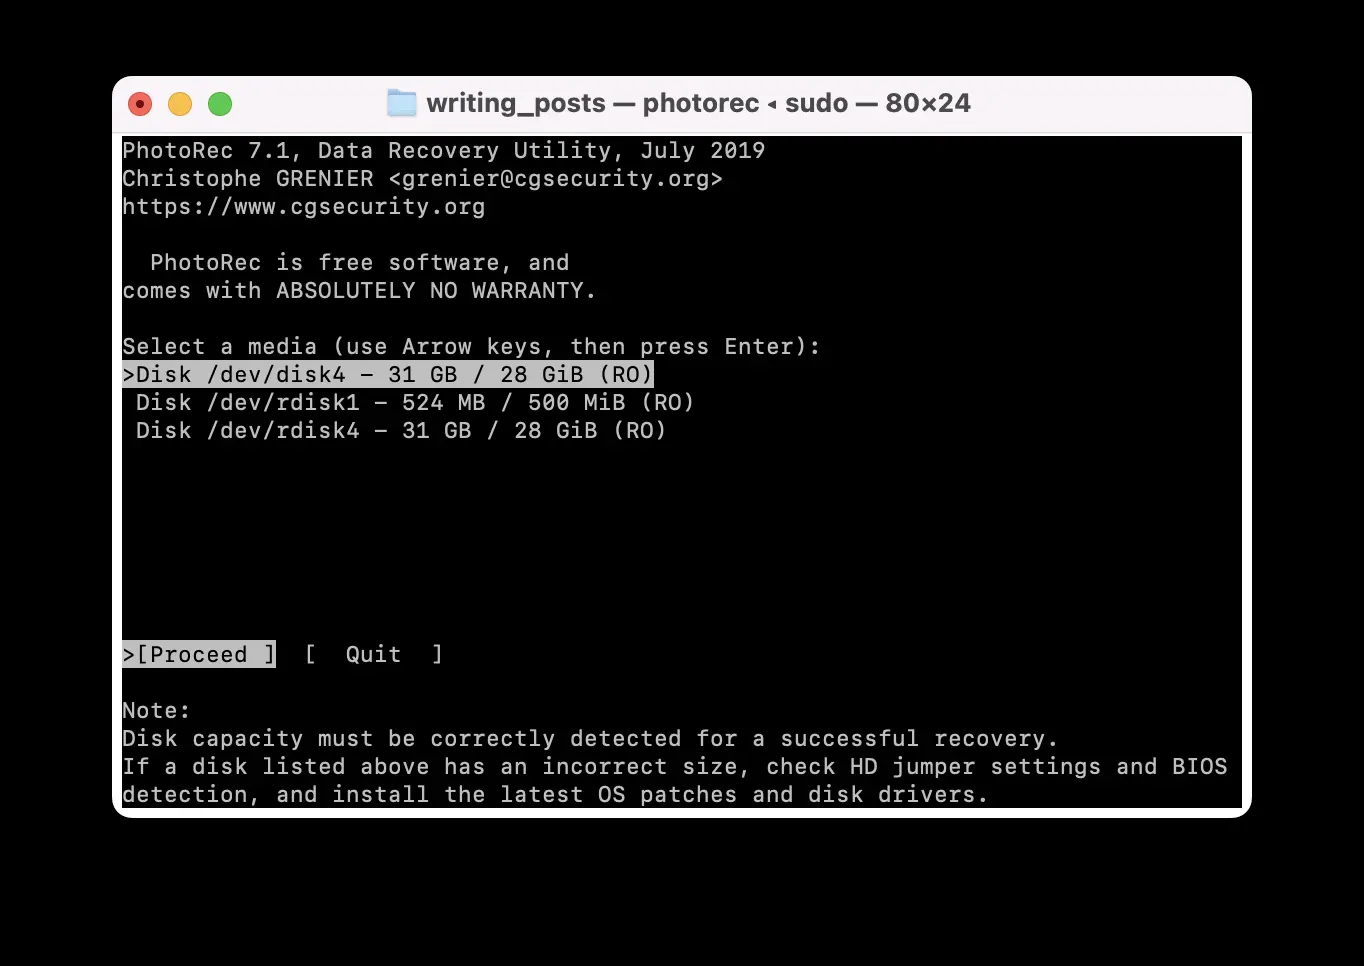 writing_posts — photorec ◂ sudo — 80×24
PhotoRec 7.1, Data Recovery Utility, July 2019
Christophe GRENIER <grenier@cgsecurity.org>
https://www.cgsecurity.org
PhotoRec is free software, and
comes with ABSOLUTELY NO WARRANTY.
Select a media (use Arrow keys, then press Enter):
>Disk /dev/disk4 – 31 GB / 28 GiB (RO)
Disk /dev/rdisk1 – 524 MB / 500 MiB (RO)
Disk /dev/rdisk4 – 31 GB / 28 GiB (RO)
>[Proceed ]  [  Quit  ]
Note:
Disk capacity must be correctly detected for a successful recovery.
If a disk listed above has an incorrect size, check HD jumper settings and BIOS
detection, and install the latest OS patches and disk drivers.